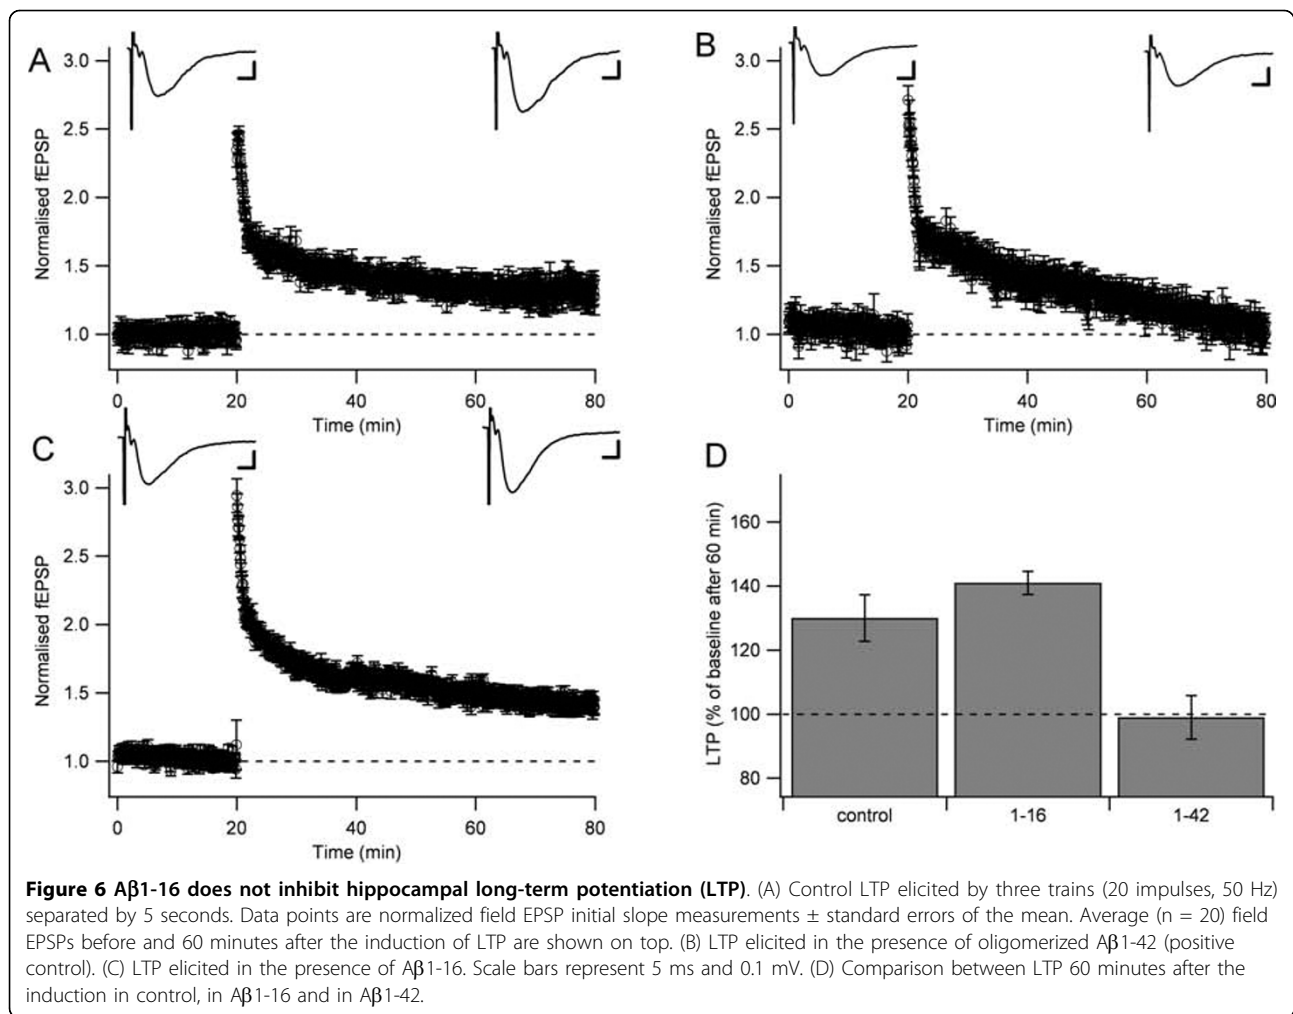 A
3.0
2.5
2.0
1.5
1.0
Normalised fEPSP
0
20
40
60
80
Time (min)
B
3.0
2.5
2.0
1.5
1.0
Normalised fEPSP
0
20
40
60
80
Time (min)
C
3.0
2.5
2.0
1.5
1.0
Normalised fEPSP
0
20
40
60
80
Time (min)
D
160
140
120
100
80
LTP (% of baseline after 60 min)
control
1-16
1-42
Figure 6 Aβ1-16 does not inhibit hippocampal long-term potentiation (LTP). (A) Control LTP elicited by three trains (20 impulses, 50 Hz)
separated by 5 seconds. Data points are normalized field EPSP initial slope measurements ± standard errors of the mean. Average (n = 20) field
EPSPs before and 60 minutes after the induction of LTP are shown on top. (B) LTP elicited in the presence of oligomerized Aβ1-42 (positive
control). (C) LTP elicited in the presence of Aβ1-16. Scale bars represent 5 ms and 0.1 mV. (D) Comparison between LTP 60 minutes after the
induction in control, in Aβ1-16 and in Aβ1-42.